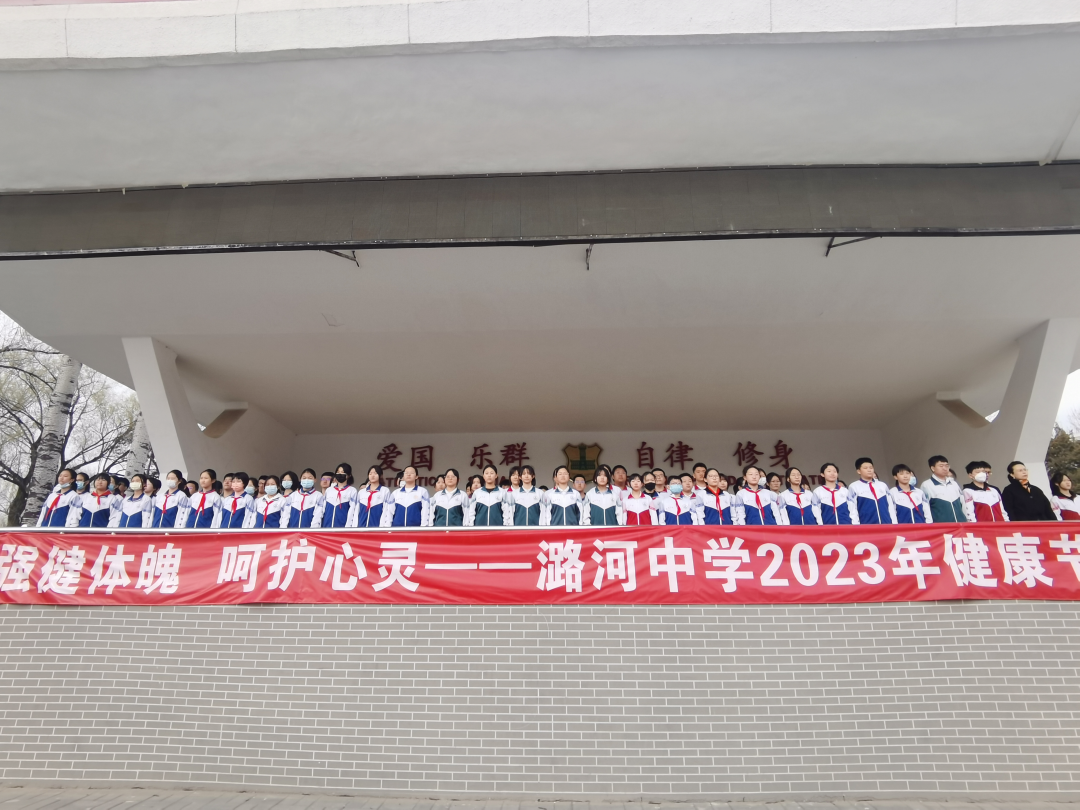 爱国 乐群 自律 修身
强健体魄 呵护心灵——潞河中学2023年健康节